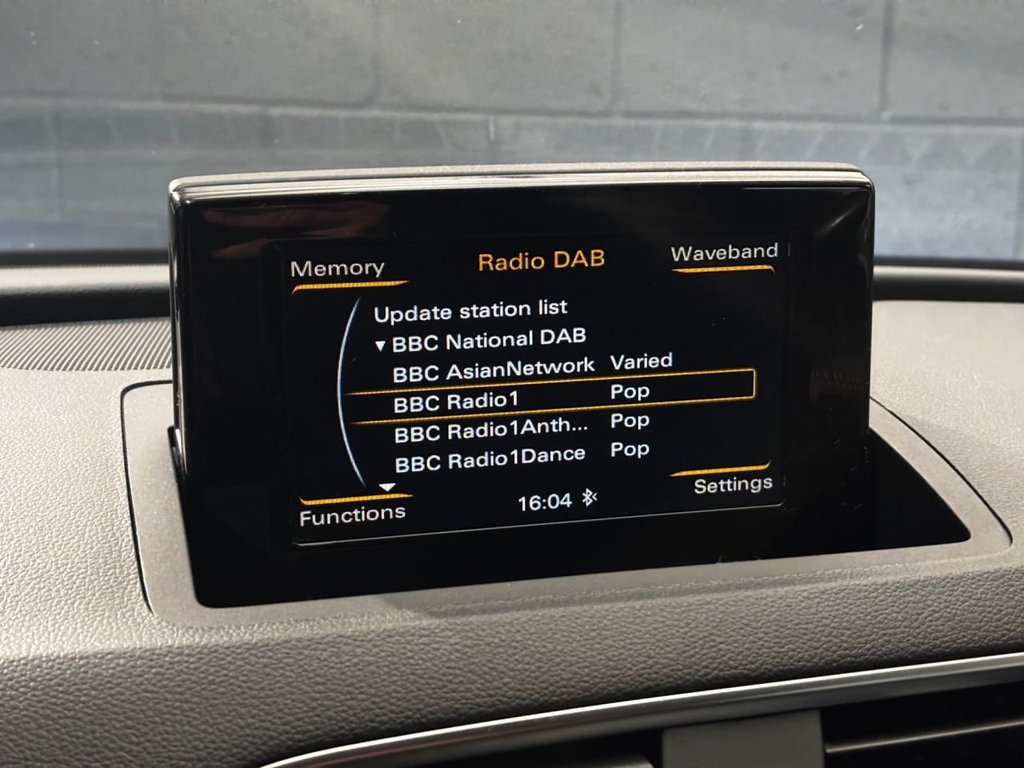 Memory Radio DAB Waveband
Update station list
▼ BBC National DAB
BBC AsianNetwork Varied
BBC Radio1 Pop
BBC Radio1Anth... Pop
BBC Radio1Dance Pop
Functions 16:04 Settings